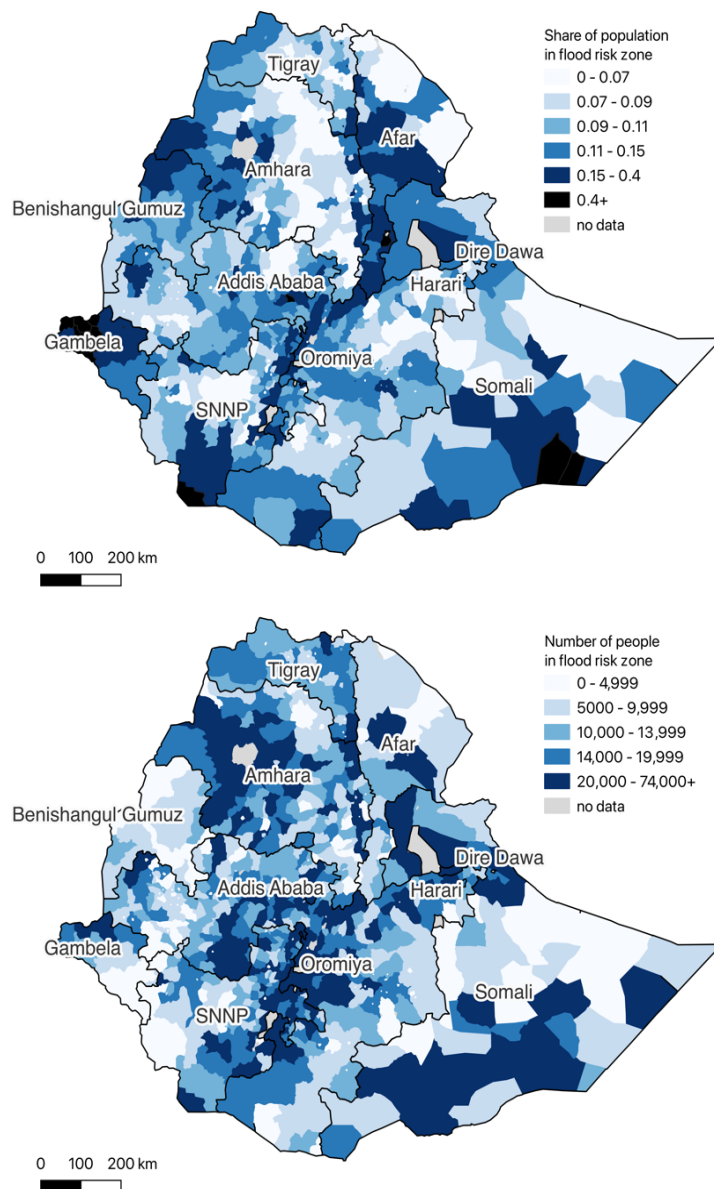 Share of population
in flood risk zone
0 - 0.07
0.07 - 0.09
0.09 - 0.11
0.11 - 0.15
0.15 - 0.4
0.4+
no data
Tigray
Afar
Amhara
Benishangul Gumuz
Dire Dawa
Addis Ababa
Harari
Gambela
Oromiya
Somali
SNNP
0 100 200 km
Number of people
in flood risk zone
0 - 4,999
5000 - 9,999
10,000 - 13,999
14,000 - 19,999
20,000 - 74,000+
no data
Tigray
Afar
Amhara
Benishangul Gumuz
Dire Dawa
Addis Ababa
Harari
Gambela
Oromiya
Somali
SNNP
0 100 200 km